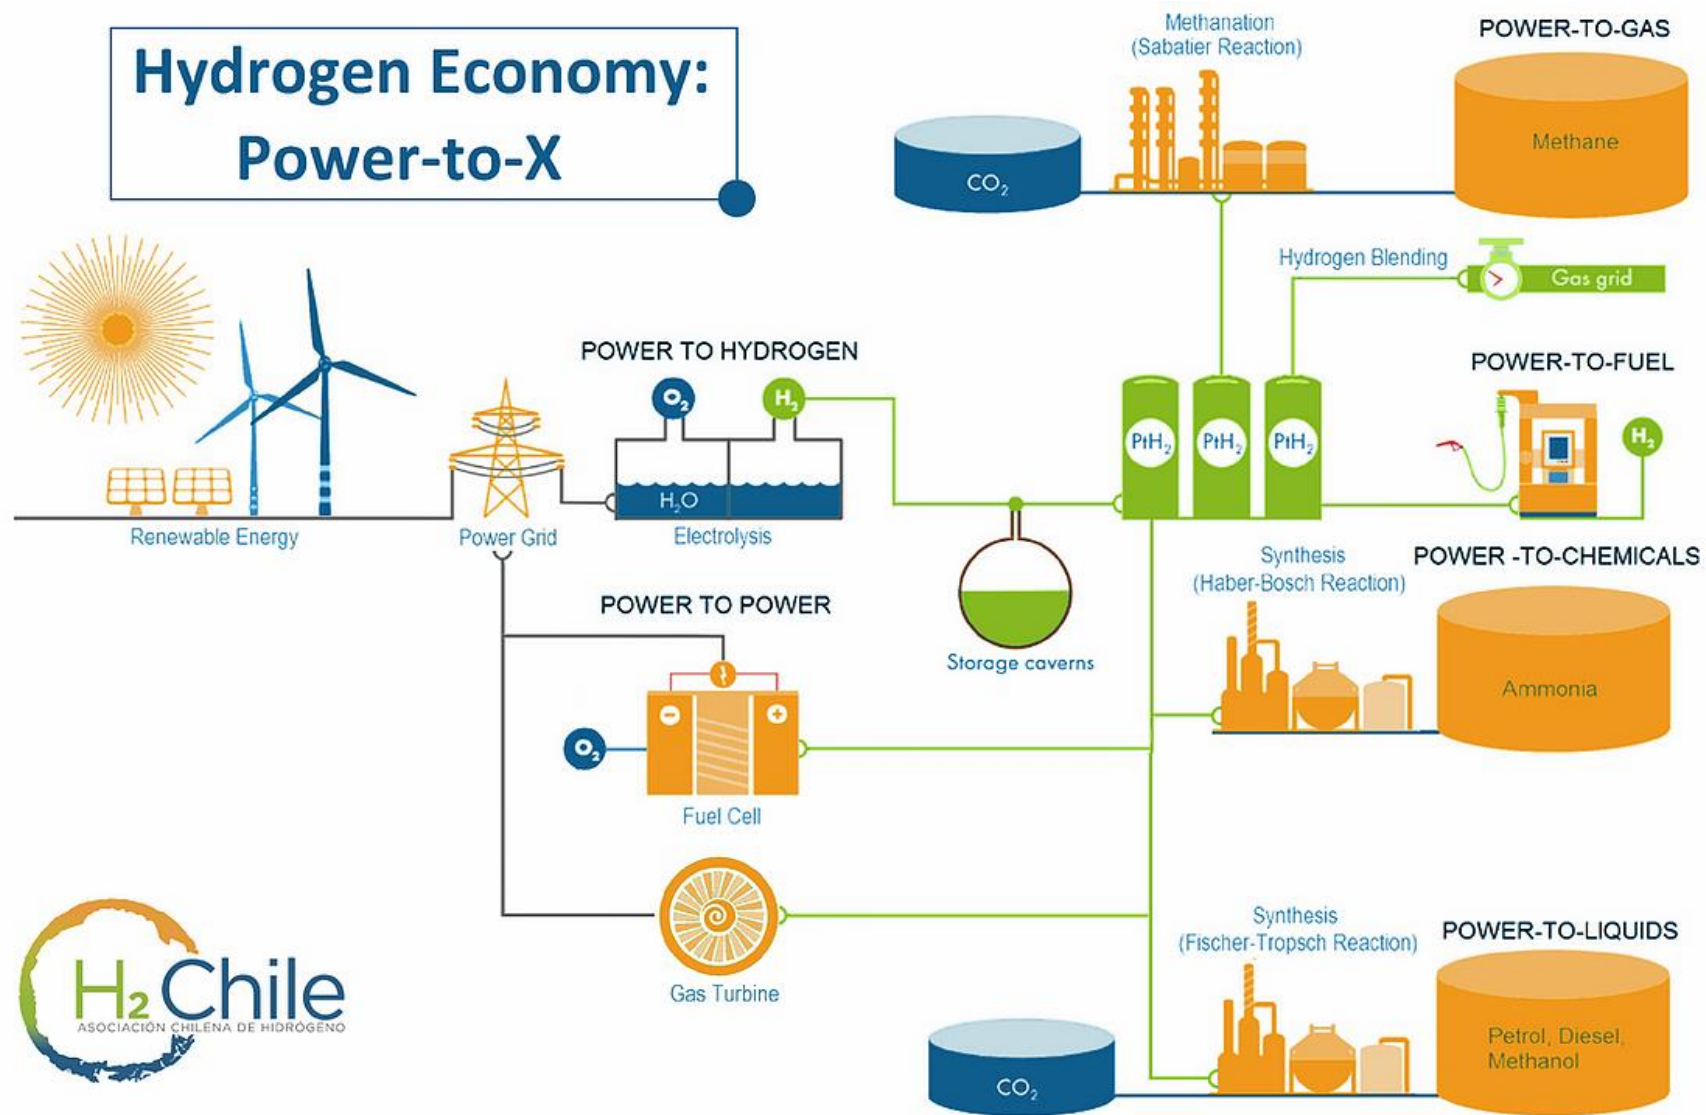 Hydrogen Economy:
Power-to-X
Methanation
(Sabatier Reaction)
POWER-TO-GAS
CO₂
Methane
Hydrogen Blending
Gas grid
POWER TO HYDROGEN
O₂
H₂
H₂O
Renewable Energy
Power Grid
Electrolysis
PtH₂
PtH₂
PtH₂
POWER-TO-FUEL
H₂
Storage caverns
POWER TO POWER
O₂
Fuel Cell
Gas Turbine
Synthesis
(Haber-Bosch Reaction)
POWER -TO-CHEMICALS
Ammonia
Synthesis
(Fischer-Tropsch Reaction)
POWER-TO-LIQUIDS
CO₂
Petrol, Diesel,
Methanol
H₂ Chile
ASOCIACIÓN CHILENA DE HIDRÓGENO